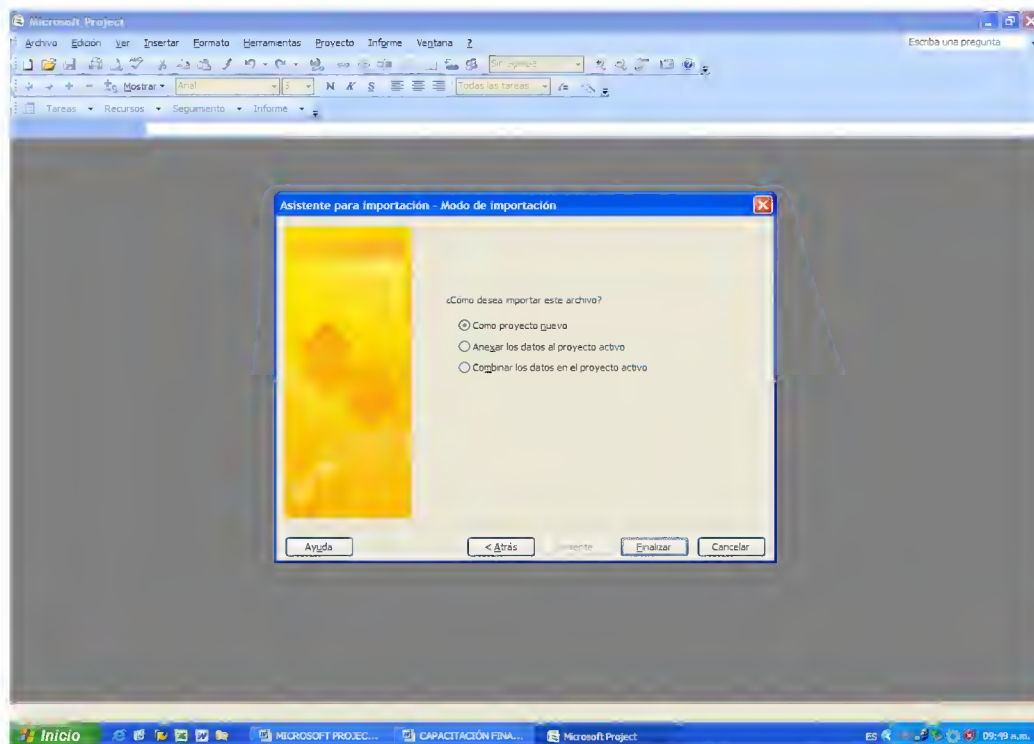 Microsoft Project
Archivo Edición Ver Insertar Formato Herramientas Proyecto Informe Ventana ? Escriba una pregunta
Mostrar Arial N K S Todas las tareas
Tareas Recursos Seguimiento Informe
Asistente para importación - Modo de importación
¿Cómo desea importar este archivo?
Como proyecto nuevo
Anexar los datos al proyecto activo
Combinar los datos en el proyecto activo
Ayuda < Atrás Finalizar Cancelar
Inicio MICROSOFT PROJEC... CAPACITACIÓN FINA... Microsoft Project ES 09:49 a.m.